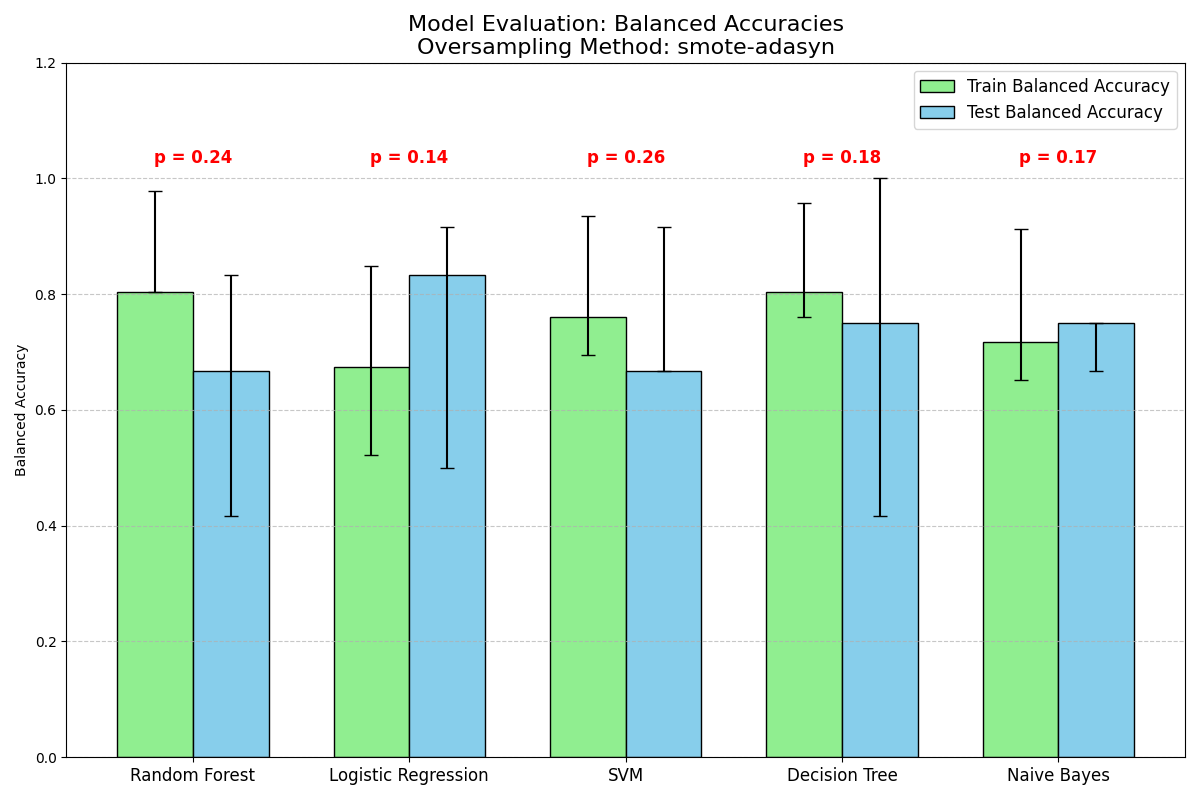 Model Evaluation: Balanced Accuracies
Oversampling Method: smote-adasyn
Train Balanced Accuracy
Test Balanced Accuracy
p = 0.24
p = 0.14
p = 0.26
p = 0.18
p = 0.17
Balanced Accuracy
1.2
1.0
0.8
0.6
0.4
0.2
0.0
Random Forest
Logistic Regression
SVM
Decision Tree
Naive Bayes